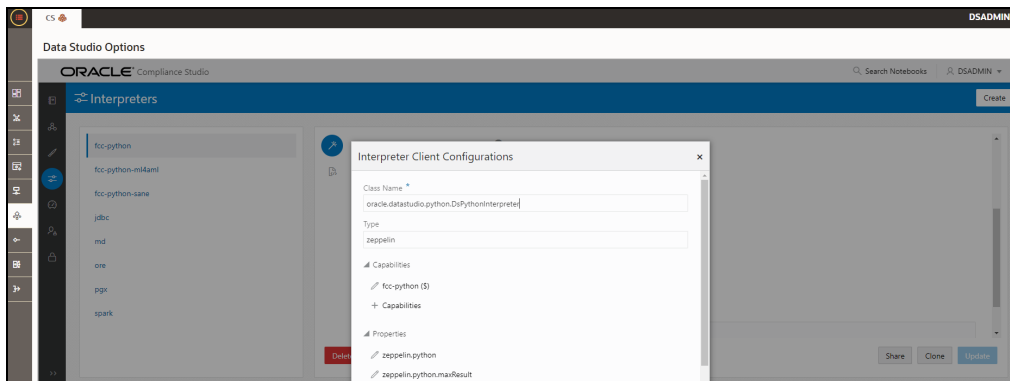 CS
DSADMIN
Data Studio Options
ORACLE Compliance Studio
Search Notebooks
DSADMIN
Interpreters
Create
fcc-python
fcc-python-ml4aml
fcc-python-sane
jdbc
md
ore
pgx
spark
Interpreter Client Configurations
×
Class Name *
oracle.datastudio.python.DsPythonInterpreter
Type
zeppelin
Capabilities
fcc-python ($)
+ Capabilities
Properties
zeppelin.python
zeppelin.python.maxResult
Delet
Share
Clone
Update
>>